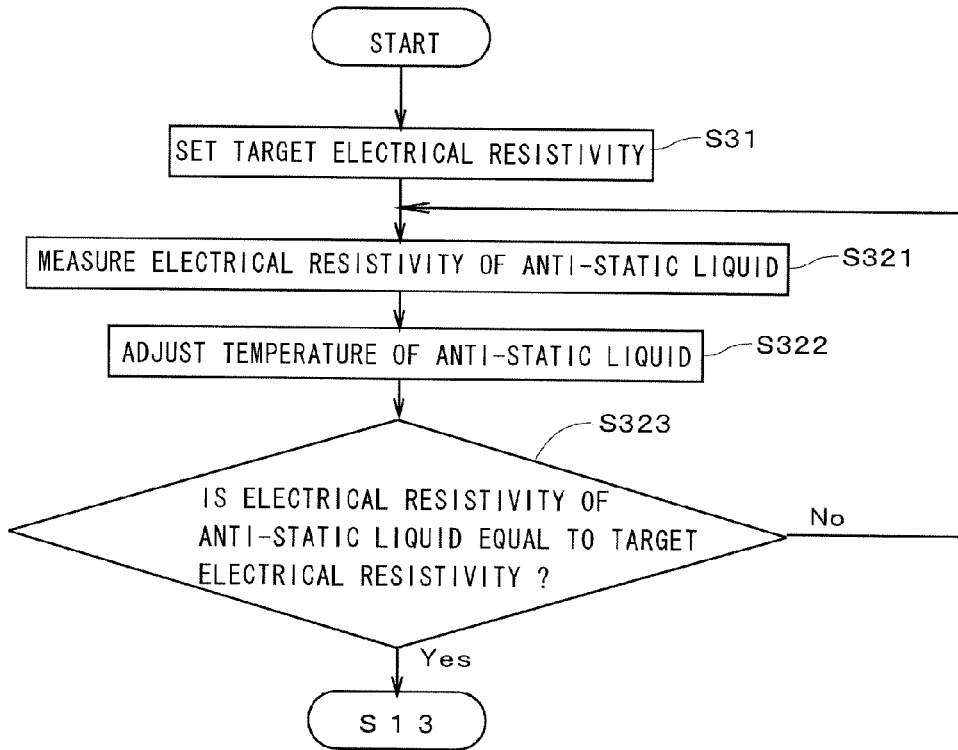 START
SET TARGET ELECTRICAL RESISTIVITY
S31
MEASURE ELECTRICAL RESISTIVITY OF ANTI-STATIC LIQUID
S321
ADJUST TEMPERATURE OF ANTI-STATIC LIQUID
S322
S323
IS ELECTRICAL RESISTIVITY OF
ANTI-STATIC LIQUID EQUAL TO TARGET
ELECTRICAL RESISTIVITY ?
No
Yes
S 1 3